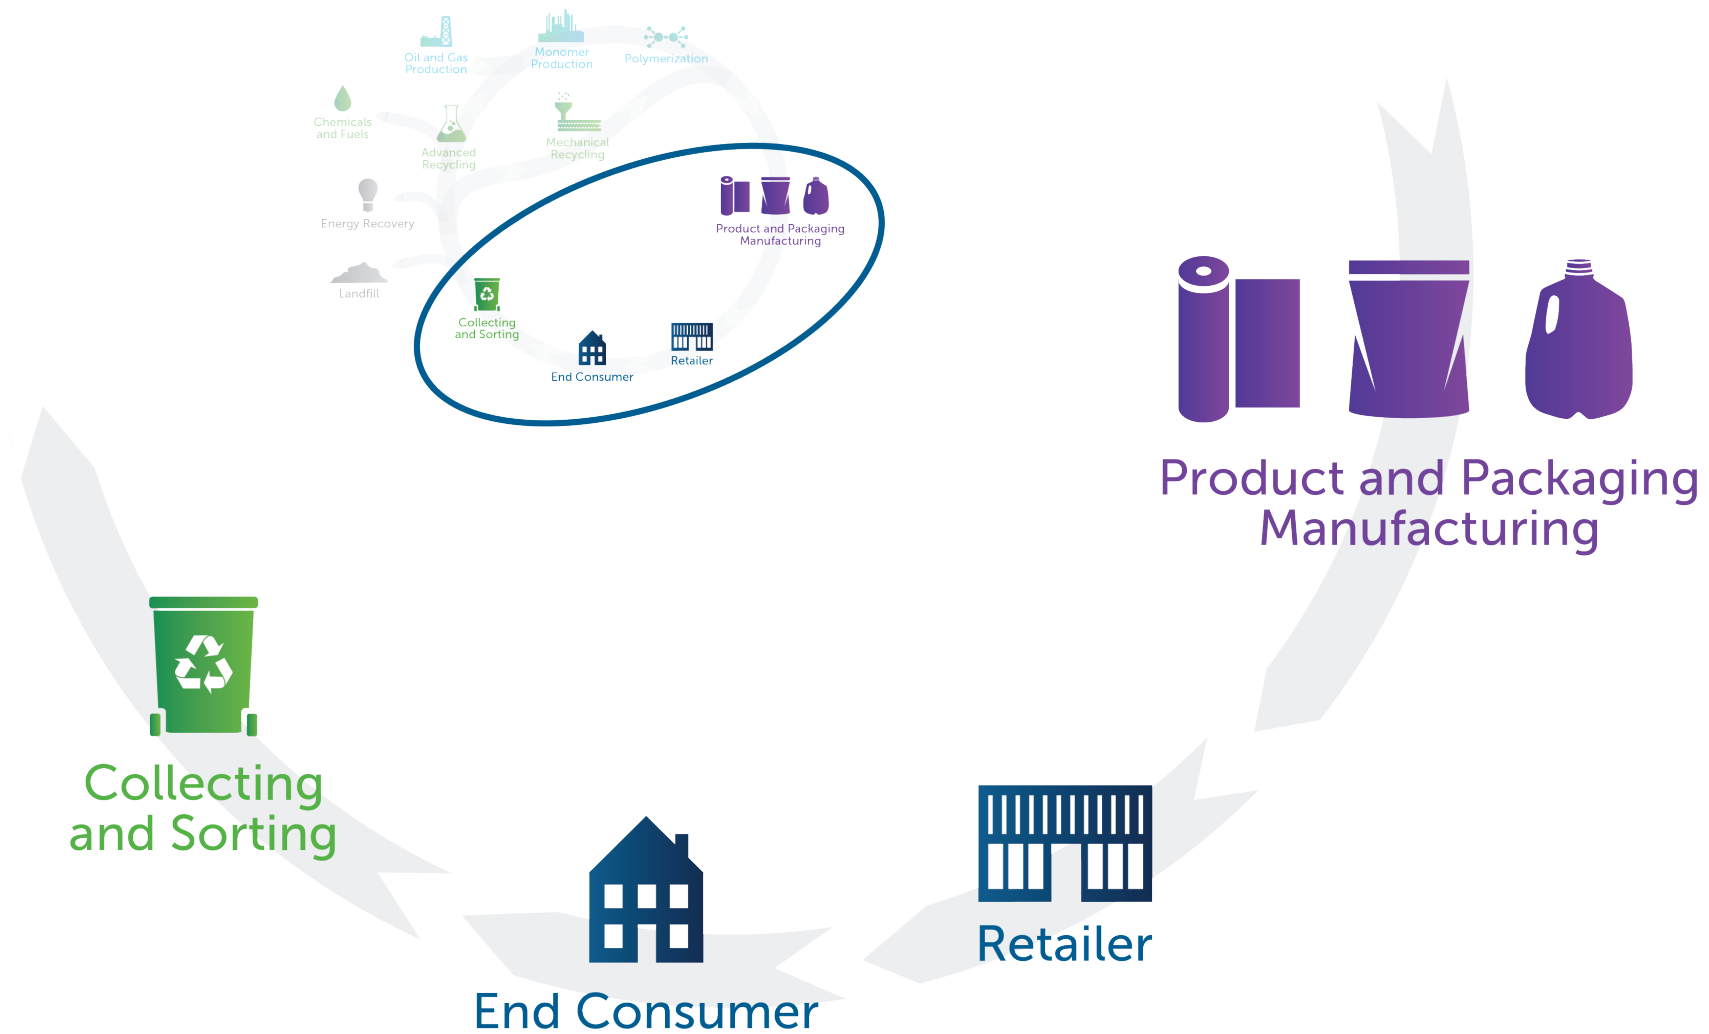 Oil and Gas
Production
Monomer
Production
Polymerization
Chemicals
and Fuels
Advanced
Recycling
Mechanical
Recycling
Energy Recovery
Product and Packaging
Manufacturing
Landfill
Collecting
and Sorting
End Consumer
Retailer
Product and Packaging
Manufacturing
Collecting
and Sorting
Retailer
End Consumer